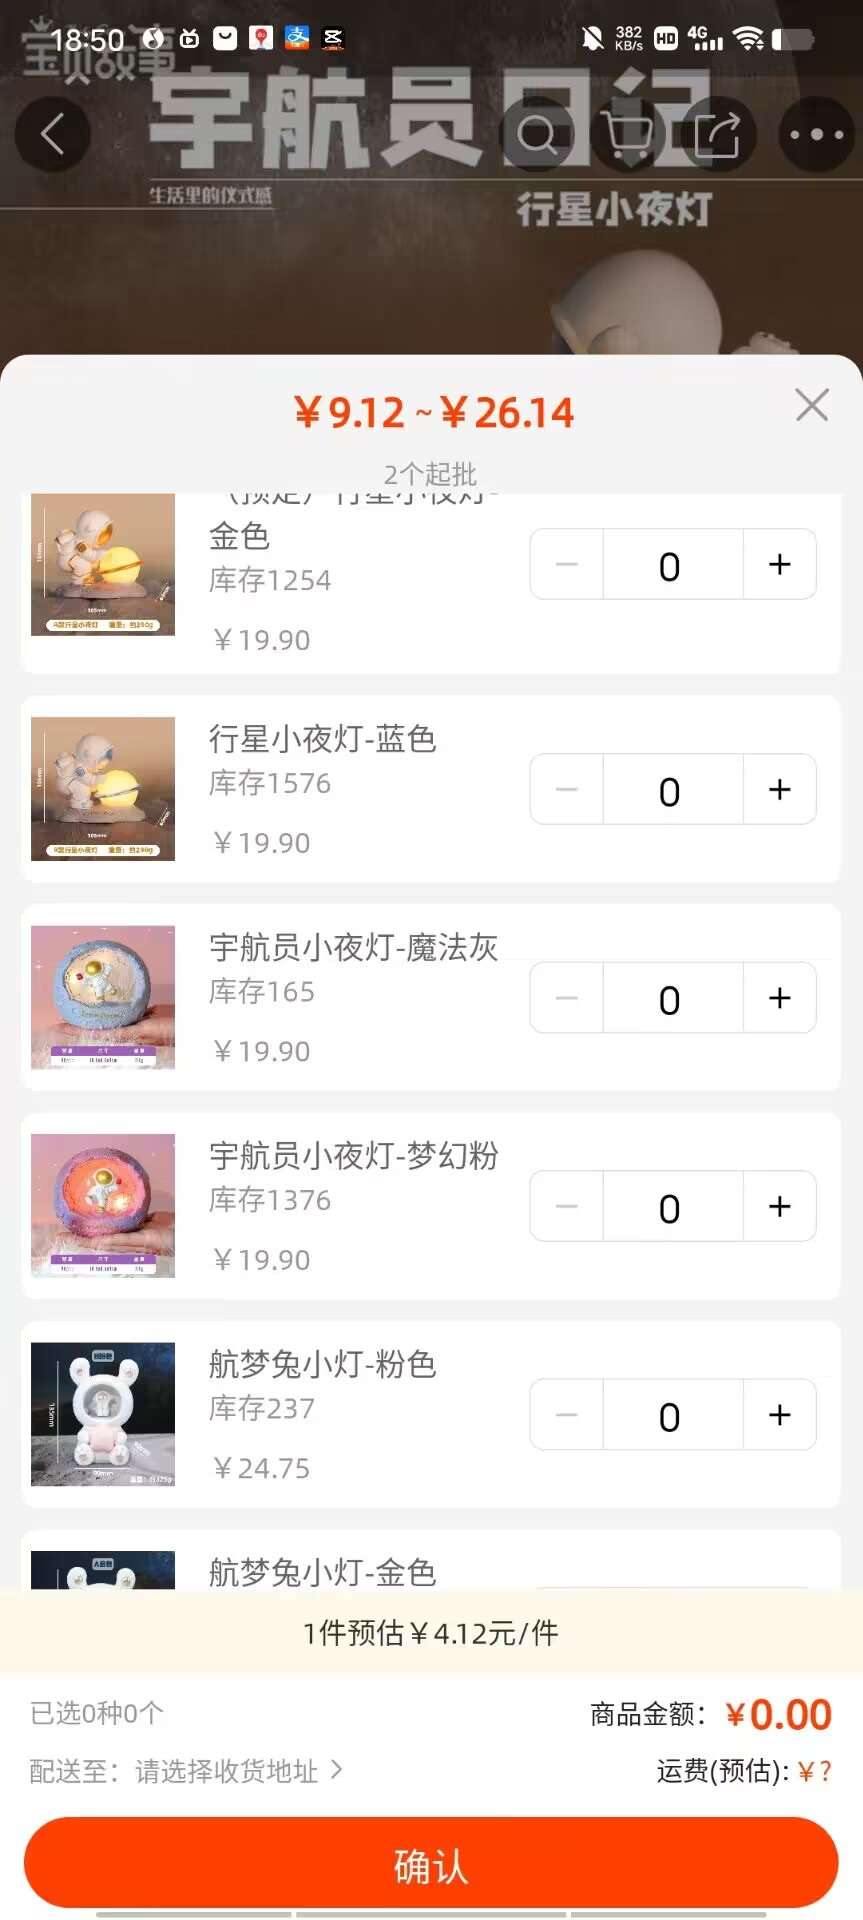 18:50
382
KB/s
HD
4G
宝贝故事
宇航员日记
生活里的仪式感
行星小夜灯
￥9.12~￥26.14
2个起批
（预定）行星小夜灯-
金色
库存1254
￥19.90
0
行星小夜灯-蓝色
库存1576
￥19.90
0
宇航员小夜灯-魔法灰
库存165
￥19.90
0
宇航员小夜灯-梦幻粉
库存1376
￥19.90
0
航梦兔小灯-粉色
库存237
￥24.75
0
航梦兔小灯-金色
1件预估￥4.12元/件
已选0种0个
商品金额：￥0.00
配送至：请选择收货地址
运费(预估):￥?
确认